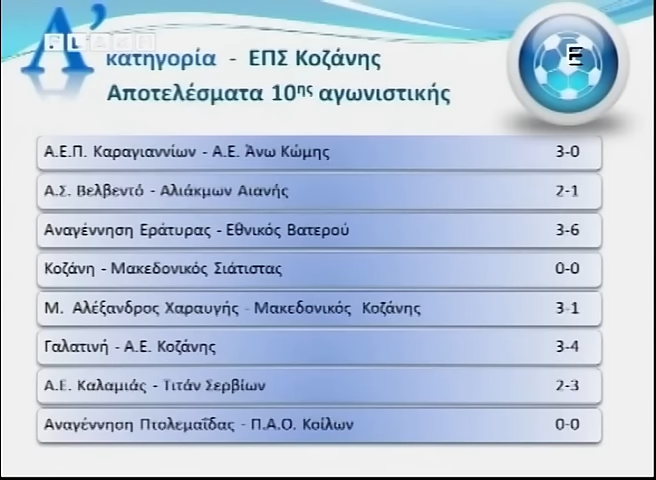 Α' κατηγορία - ΕΠΣ Κοζάνης
Αποτελέσματα 10ης αγωνιστικής
Ε
Α.Ε.Π. Καραγιαννίων - Α.Ε. Άνω Κώμης 3-0
Α.Σ. Βελβεντό - Αλιάκμων Αιανής 2-1
Αναγέννηση Εράτυρας - Εθνικός Βατερού 3-6
Κοζάνη - Μακεδονικός Σιάτιστας 0-0
Μ. Αλέξανδρος Χαραυγής - Μακεδονικός Κοζάνης 3-1
Γαλατινή - Α.Ε. Κοζάνης 3-4
Α.Ε. Καλαμιάς - Τιτάν Σερβίων 2-3
Αναγέννηση Πτολεμαΐδας - Π.Α.Ο. Κοίλων 0-0